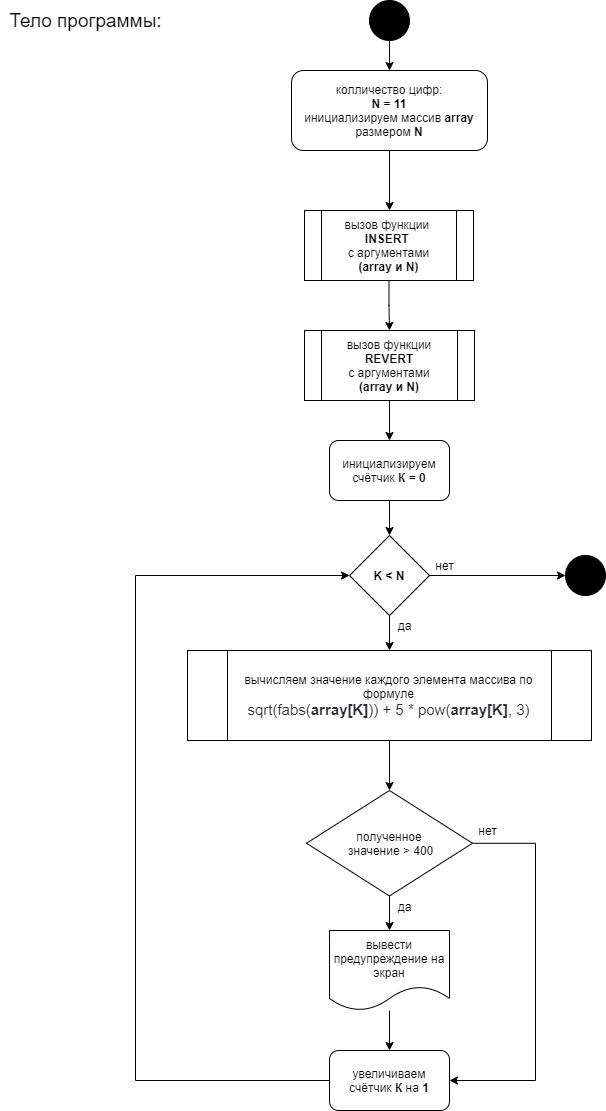 Тело программы:
колличество цифр:
N = 11
инициализируем массив array
размером N
вызов функции
INSERT
с аргументами
(array и N)
вызов функции
REVERT
с аргументами
(array и N)
инициализируем
счётчик K = 0
K < N
нет
да
вычисляем значение каждого элемента массива по
формуле
sqrt(fabs(array[K])) + 5 * pow(array[K], 3)
полученное
значение > 400
нет
да
вывести
предупреждение на
экран
увеличиваем
счётчик K на 1